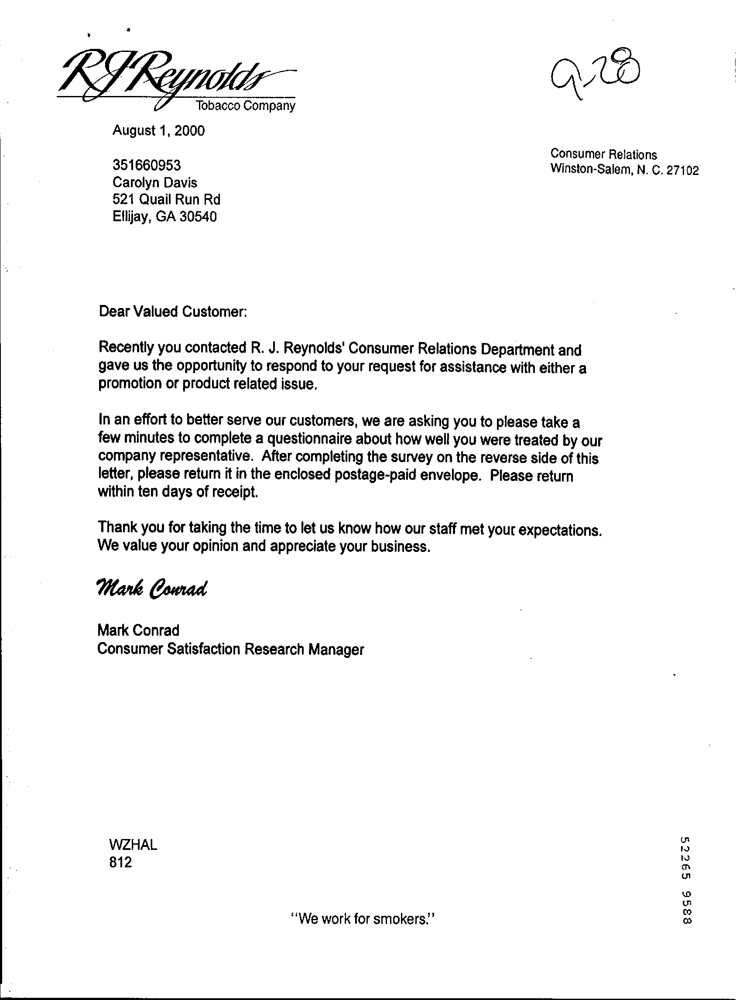 RJReynolds
Tobacco Company
9-28
August 1, 2000
Consumer Relations
Winston-Salem, N. C. 27102
351660953
Carolyn Davis
521 Quail Run Rd
Ellijay, GA 30540
Dear Valued Customer:
Recently you contacted R. J. Reynolds' Consumer Relations Department and
gave us the opportunity to respond to your request for assistance with either a
promotion or product related issue.
In an effort to better serve our customers, we are asking you to please take a
few minutes to complete a questionnaire about how well you were treated by our
company representative. After completing the survey on the reverse side of this
letter, please return it in the enclosed postage-paid envelope. Please return
within ten days of receipt.
Thank you for taking the time to let us know how our staff met your expectations.
We value your opinion and appreciate your business.
Mark Conrad
Mark Conrad
Consumer Satisfaction Research Manager
WZHAL
812
52265 9588
"We work for smokers."